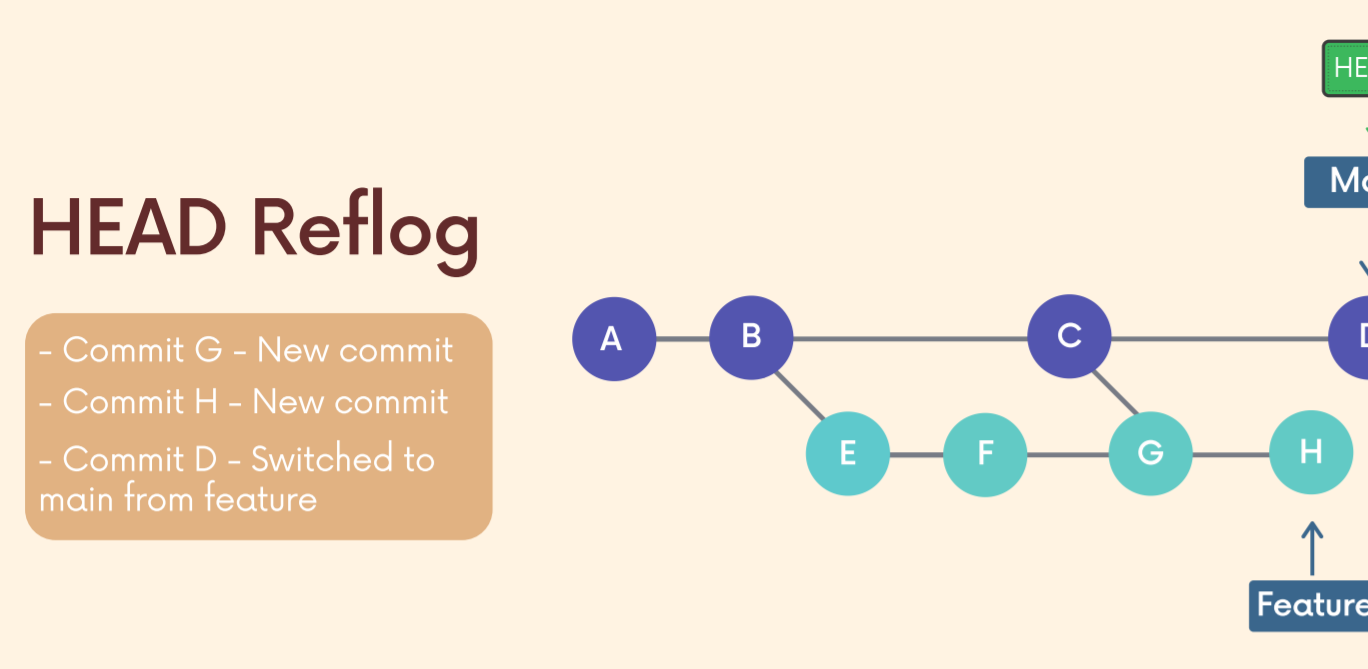 HEAD Reflog
- Commit G - New commit
- Commit H - New commit
- Commit D - Switched to
main from feature
A
B
C
E
F
G
H
Feature